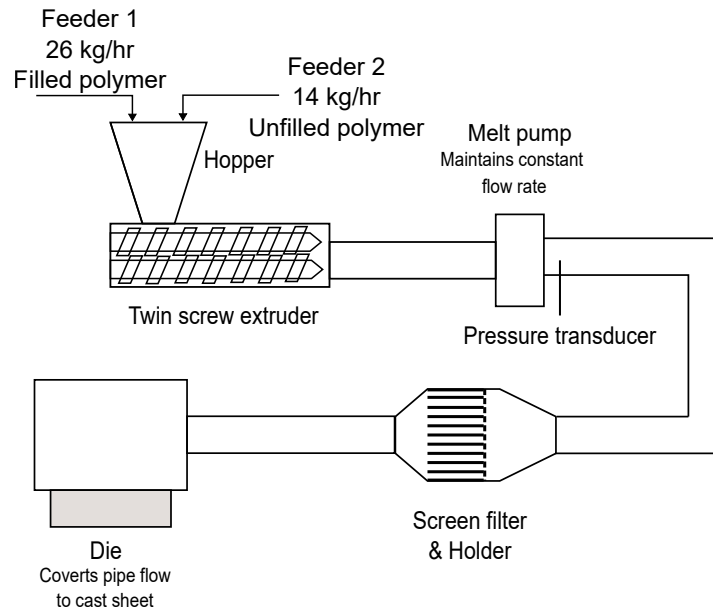 Feeder 1
26 kg/hr
Filled polymer
Feeder 2
14 kg/hr
Unfilled polymer
Hopper
Melt pump
Maintains constant
flow rate
Twin screw extruder
Pressure transducer
Screen filter
& Holder
Die
Coverts pipe flow
to cast sheet